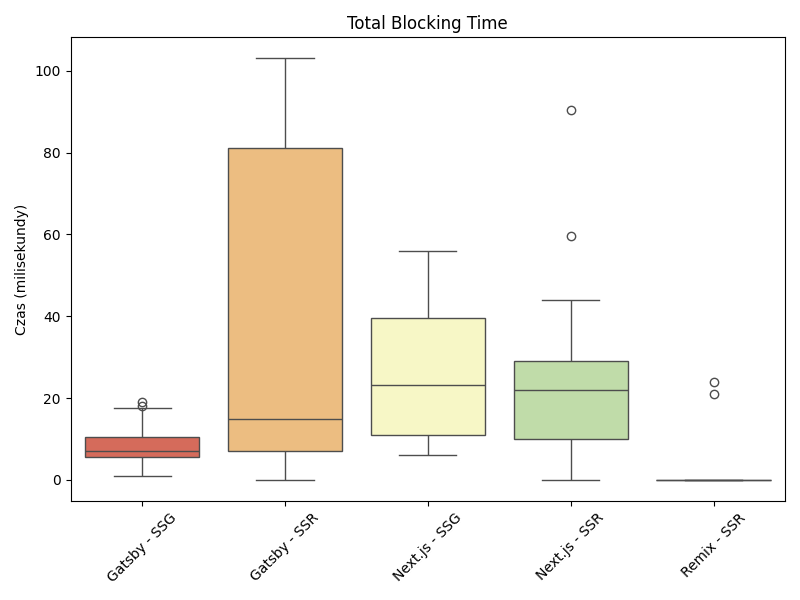 Total Blocking Time
Czas (milisekundy)
100
80
60
40
20
0
Gatsby - SSG
Gatsby - SSR
Next.js - SSG
Next.js - SSR
Remix - SSR